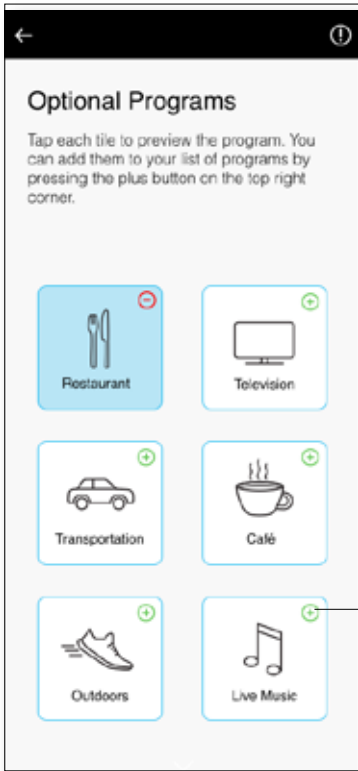 Optional Programs
Tap each tile to preview the program. You
can add them to your list of programs by
pressing the plus button on the top right
corner.
Restaurant
Television
Transportation
Café
Outdoors
Live Music